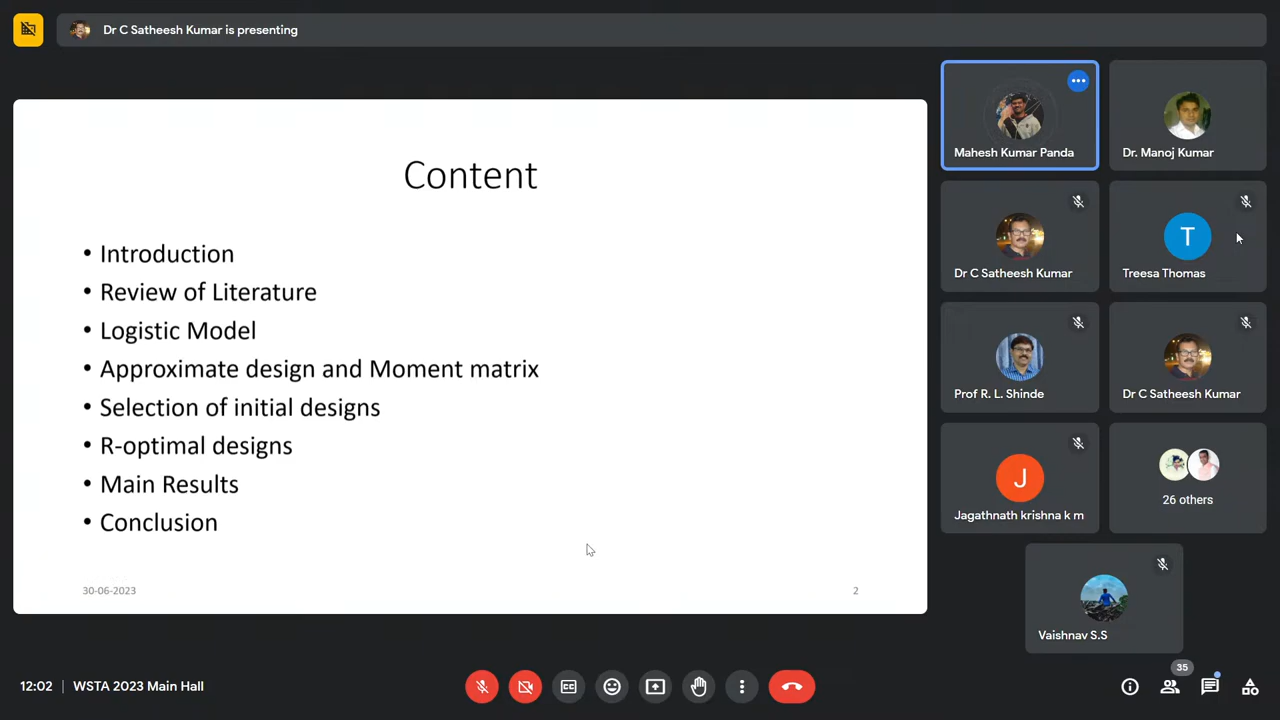 Dr C Satheesh Kumar is presenting
Content
• Introduction
• Review of Literature
• Logistic Model
• Approximate design and Moment matrix
• Selection of initial designs
• R-optimal designs
• Main Results
• Conclusion
30-06-2023
2
Mahesh Kumar Panda
Dr. Manoj Kumar
Dr C Satheesh Kumar
T
Treesa Thomas
Prof R. L. Shinde
Dr C Satheesh Kumar
J
Jagathnath krishna k m
26 others
Vaishnav S.S
12:02 | WSTA 2023 Main Hall
35